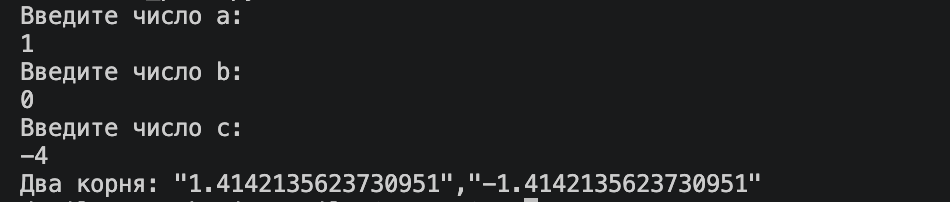 Введите число a:
1
Введите число b:
0
Введите число c:
-4
Два корня: "1.4142135623730951","-1.4142135623730951"